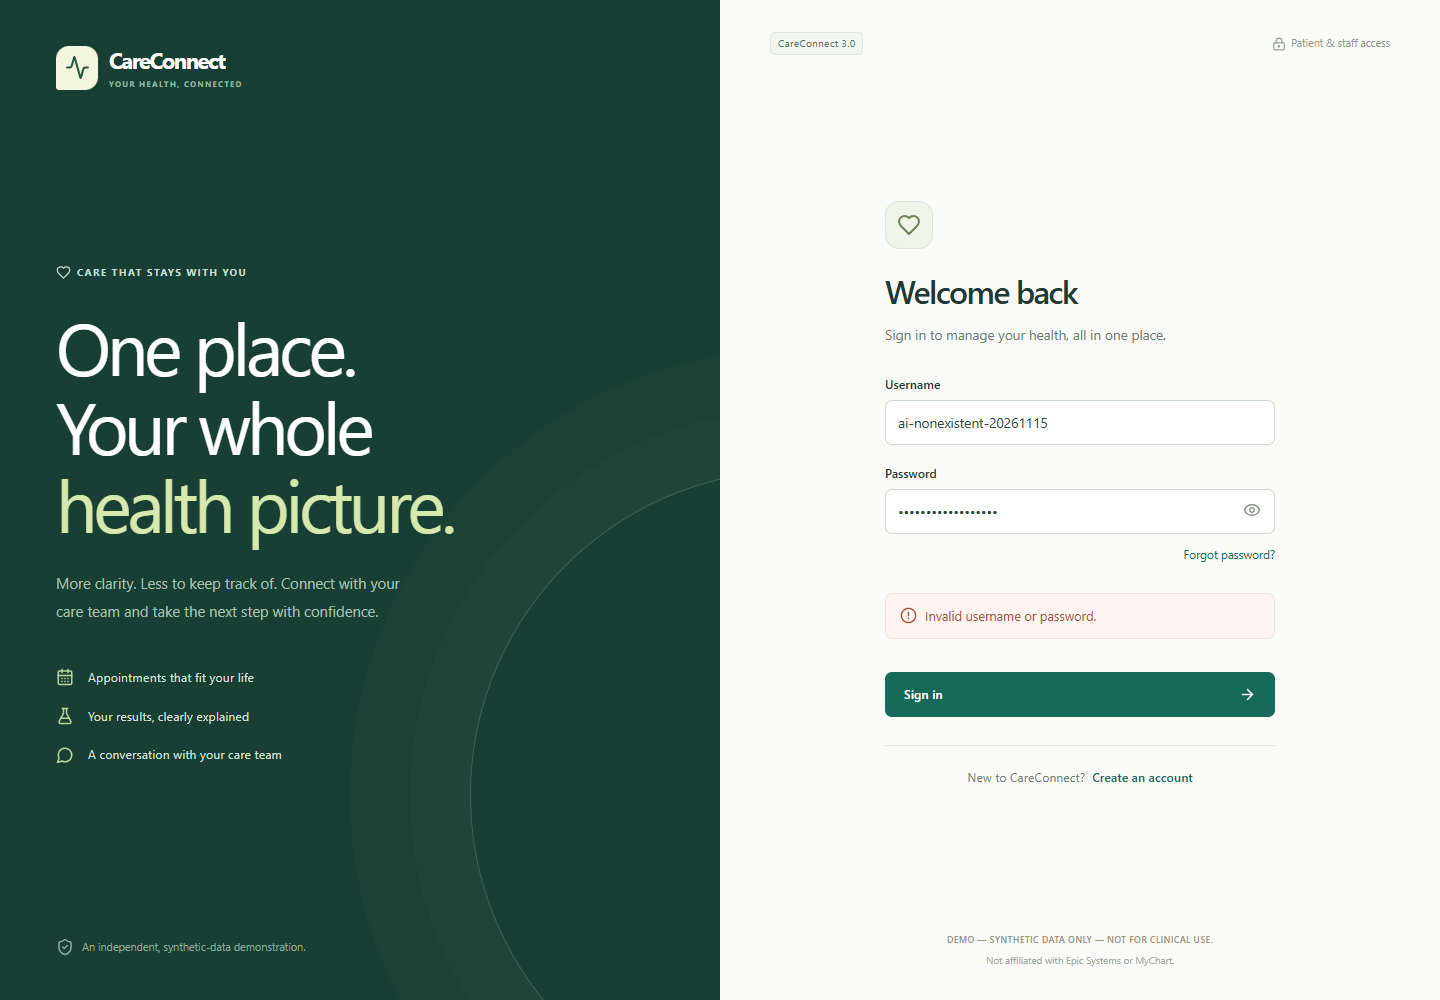 CareConnect
YOUR HEALTH, CONNECTED
CARE THAT STAYS WITH YOU
One place.
Your whole
health picture.
More clarity. Less to keep track of. Connect with your
care team and take the next step with confidence.
Appointments that fit your life
Your results, clearly explained
A conversation with your care team
An independent, synthetic-data demonstration.
CareConnect 3.0
Patient & staff access
Welcome back
Sign in to manage your health, all in one place.
Username
ai-nonexistent-20261115
Password
••••••••••••••••••
Forgot password?
Invalid username or password.
Sign in
New to CareConnect? Create an account
DEMO — SYNTHETIC DATA ONLY — NOT FOR CLINICAL USE.
Not affiliated with Epic Systems or MyChart.